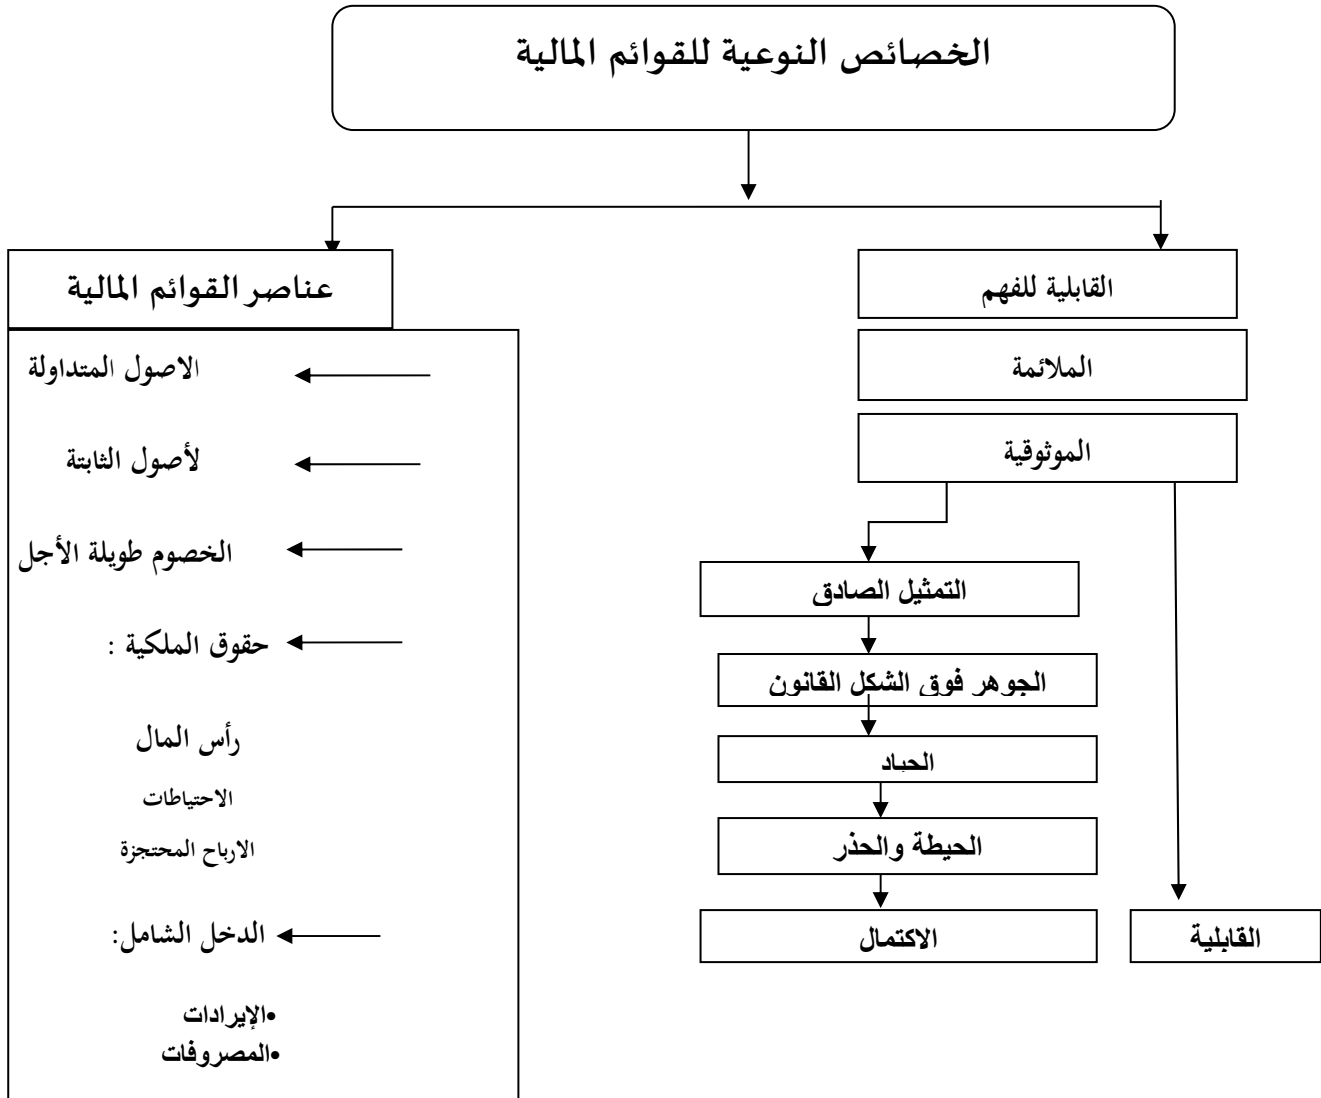 الخصائص النوعية للقوائم المالية
القابلية للفهم
الملائمة
الموثوقية
التمثيل الصادق
الجوهر فوق الشكل القانون
الحياد
الحيطة والحذر
الاكتمال
القابلية
عناصر القوائم المالية
الاصول المتداولة
لأصول الثابتة
الخصوم طويلة الأجل
حقوق الملكية :
رأس المال
الاحتياطات
الارباح المحتجزة
الدخل الشامل:
•الإيرادات
•المصروفات